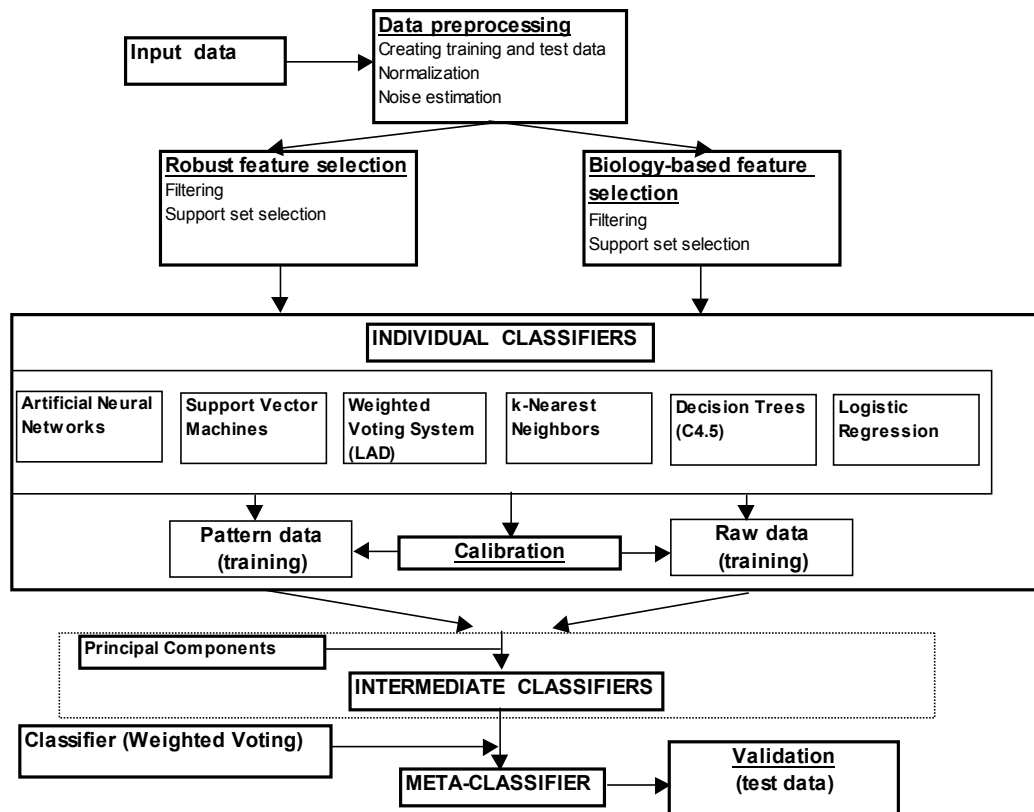 Input data
Data preprocessing
Creating training and test data
Normalization
Noise estimation
Robust feature selection
Filtering
Support set selection
Biology-based feature
selection
Filtering
Support set selection
INDIVIDUAL CLASSIFIERS
Artificial Neural
Networks
Support Vector
Machines
Weighted
Voting System
(LAD)
k-Nearest
Neighbors
Decision Trees
(C4.5)
Logistic
Regression
Pattern data
(training)
Calibration
Raw data
(training)
Principal Components
INTERMEDIATE CLASSIFIERS
Classifier (Weighted Voting)
META-CLASSIFIER
Validation
(test data)